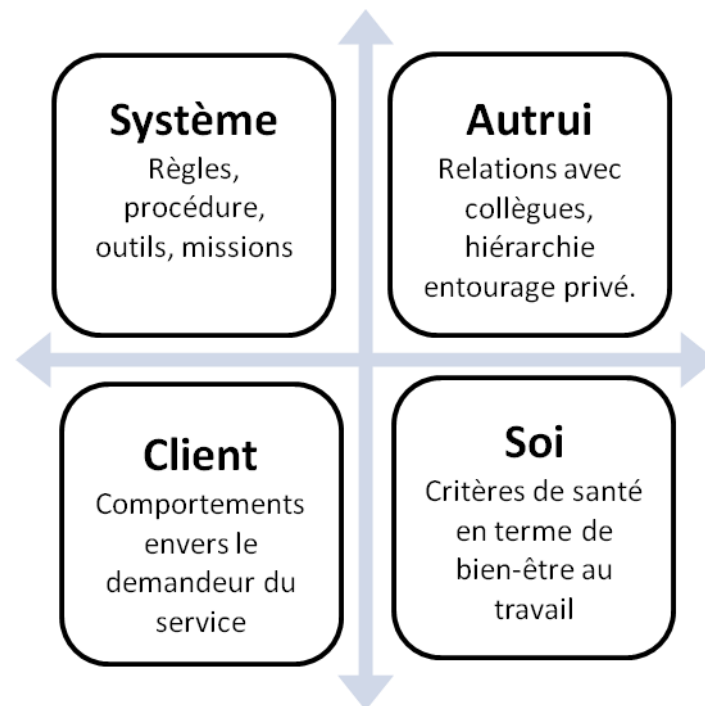 Système
Règles,
procédure,
outils, missions
Autrui
Relations avec
collègues,
hiérarchie
entourage privé.
Client
Comportements
envers le
demandeur du
service
Soi
Critères de santé
en terme de
bien-être au
travail